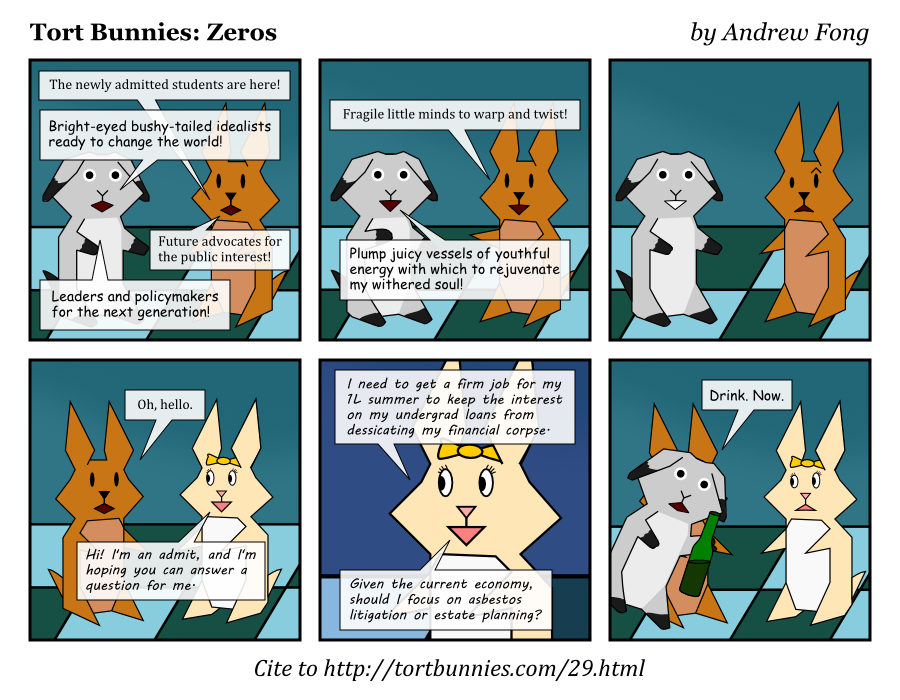 Tort Bunnies: Zeros
by Andrew Fong
The newly admitted students are here!
Bright-eyed bushy-tailed idealists
ready to change the world!
Future advocates for
the public interest!
Leaders and policymakers
for the next generation!
Fragile little minds to warp and twist!
Plump juicy vessels of youthful
energy with which to rejuvenate
my withered soul!
Oh, hello.
Hi! I'm an admit, and I'm
hoping you can answer a
question for me.
I need to get a firm job for my
1L summer to keep the interest
on my undergrad loans from
dessicating my financial corpse.
Given the current economy,
should I focus on asbestos
litigation or estate planning?
Drink. Now.
Cite to http://tortbunnies.com/29.html